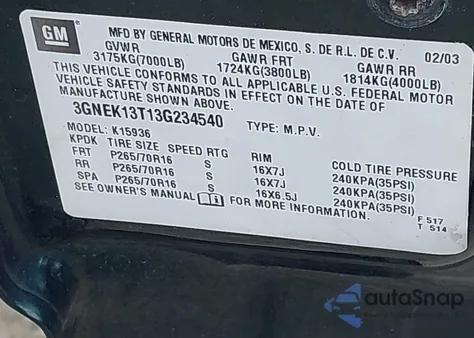 GM
MFD BY GENERAL MOTORS DE MEXICO, S. DE R.L. DE C.V. 02/03
GVWR GAWR FRT GAWR RR
3175KG(7000LB) 1724KG(3800LB) 1814KG(4000LB)
THIS VEHICLE CONFORMS TO ALL APPLICABLE U.S. FEDERAL MOTOR
VEHICLE SAFETY STANDARDS IN EFFECT ON THE DATE OF
MANUFACTURE SHOWN ABOVE.
3GNEK13T13G234540 TYPE: M.P.V.
MODEL: K15936
KPDK TIRE SIZE SPEED RTG RIM COLD TIRE PRESSURE
FRT P265/70R16 S 16X7J 240KPA(35PSI)
RR P265/70R16 S 16X7J 240KPA(35PSI)
SPA P265/70R16 S 16X6.5J 240KPA(35PSI)
SEE OWNER'S MANUAL FOR MORE INFORMATION.
F 517
T 514
autoSnap